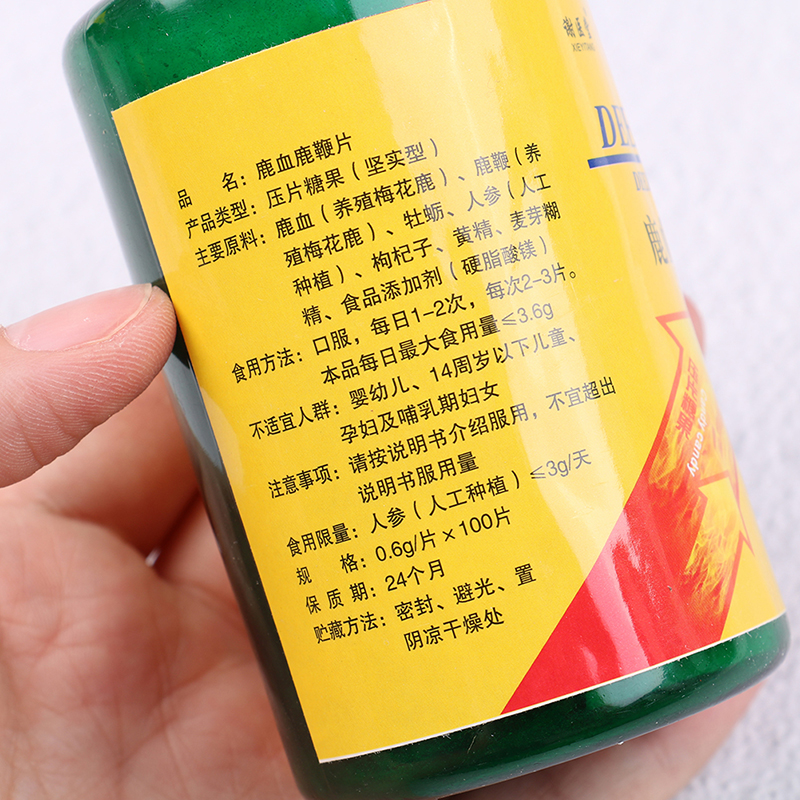 品 名：鹿血鹿鞭片
产品类型：压片糖果（坚实型）
主要原料：鹿血（养殖梅花鹿）、鹿鞭（养
殖梅花鹿）、牡蛎、人参（人工
种植）、枸杞子、黄精、麦芽糊
精、食品添加剂（硬脂酸镁）
食用方法：口服，每日1-2次，每次2-3片。
本品每日最大食用量≤3.6g
不适宜人群：婴幼儿、14周岁以下儿童、
孕妇及哺乳期妇女
注意事项：请按说明书介绍服用，不宜超出
说明书服用量
食用限量：人参（人工种植）≤3g/天
规 格：0.6g/片×100片
保 质 期：24个月
贮藏方法：密封、避光、置
阴凉干燥处
鹿
candy